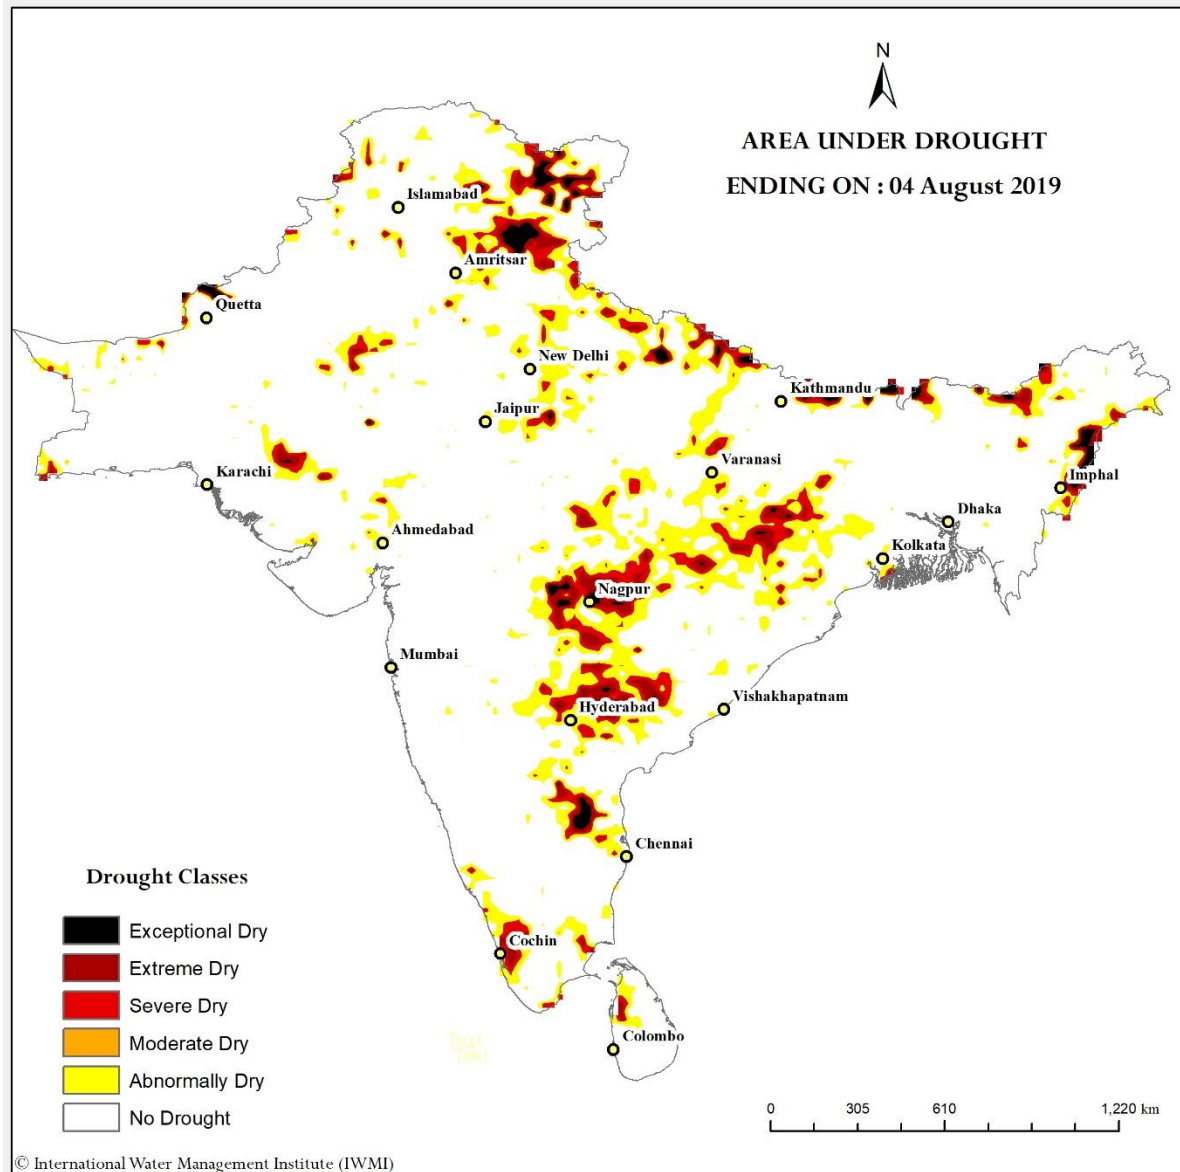 N
AREA UNDER DROUGHT
ENDING ON : 04 August 2019
Islamabad
Amritsar
Quetta
New Delhi
Kathmandu
Jaipur
Varanasi
Karachi
Imphal
Dhaka
Ahmedabad
Kolkata
Nagpur
Mumbai
Vishakhapatnam
Hyderabad
Chennai
Cochin
Colombo
Drought Classes
Exceptional Dry
Extreme Dry
Severe Dry
Moderate Dry
Abnormally Dry
No Drought
0 305 610 1,220 km
© International Water Management Institute (IWMI)